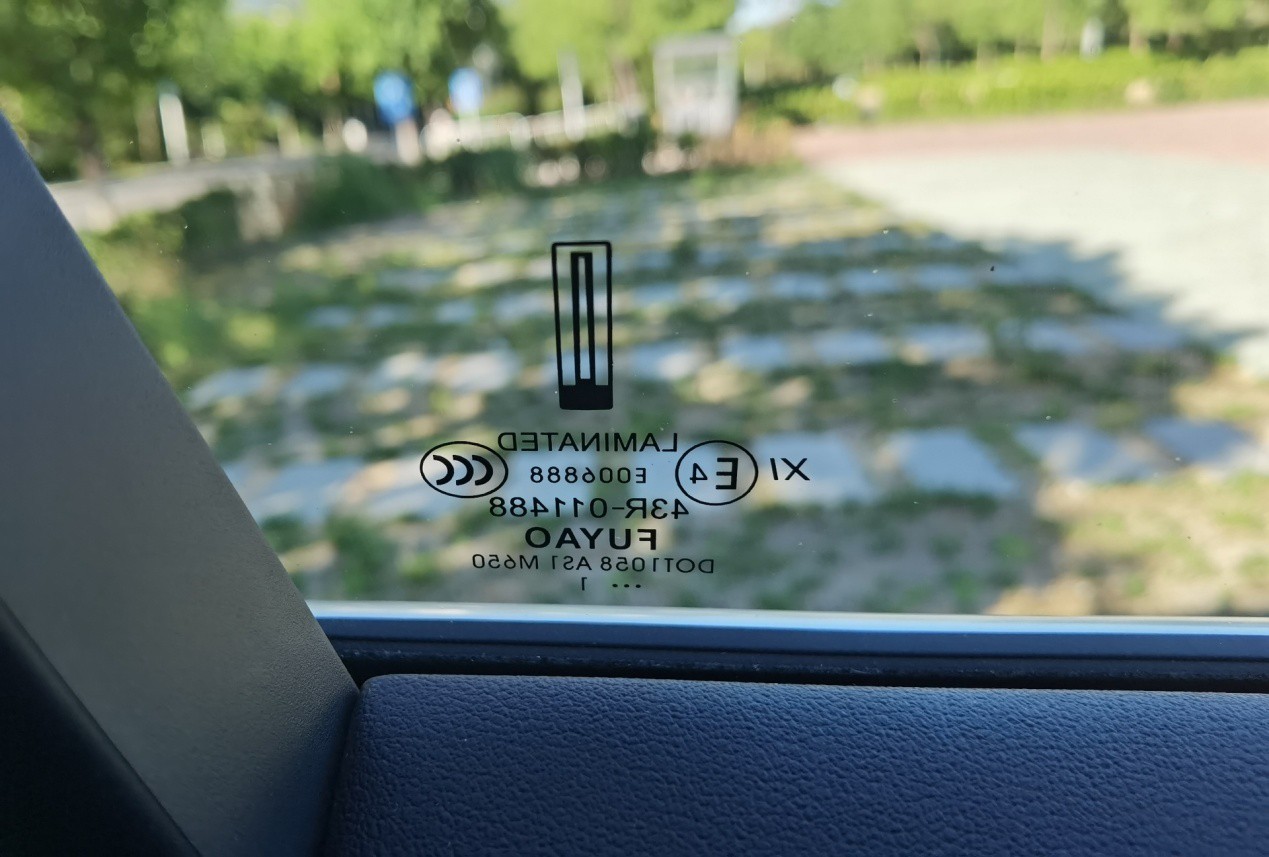 LAMINATED
CCC E006888 E4 XI
43R-011488
FUYAO
DOT1058 AS1 M650
... 1